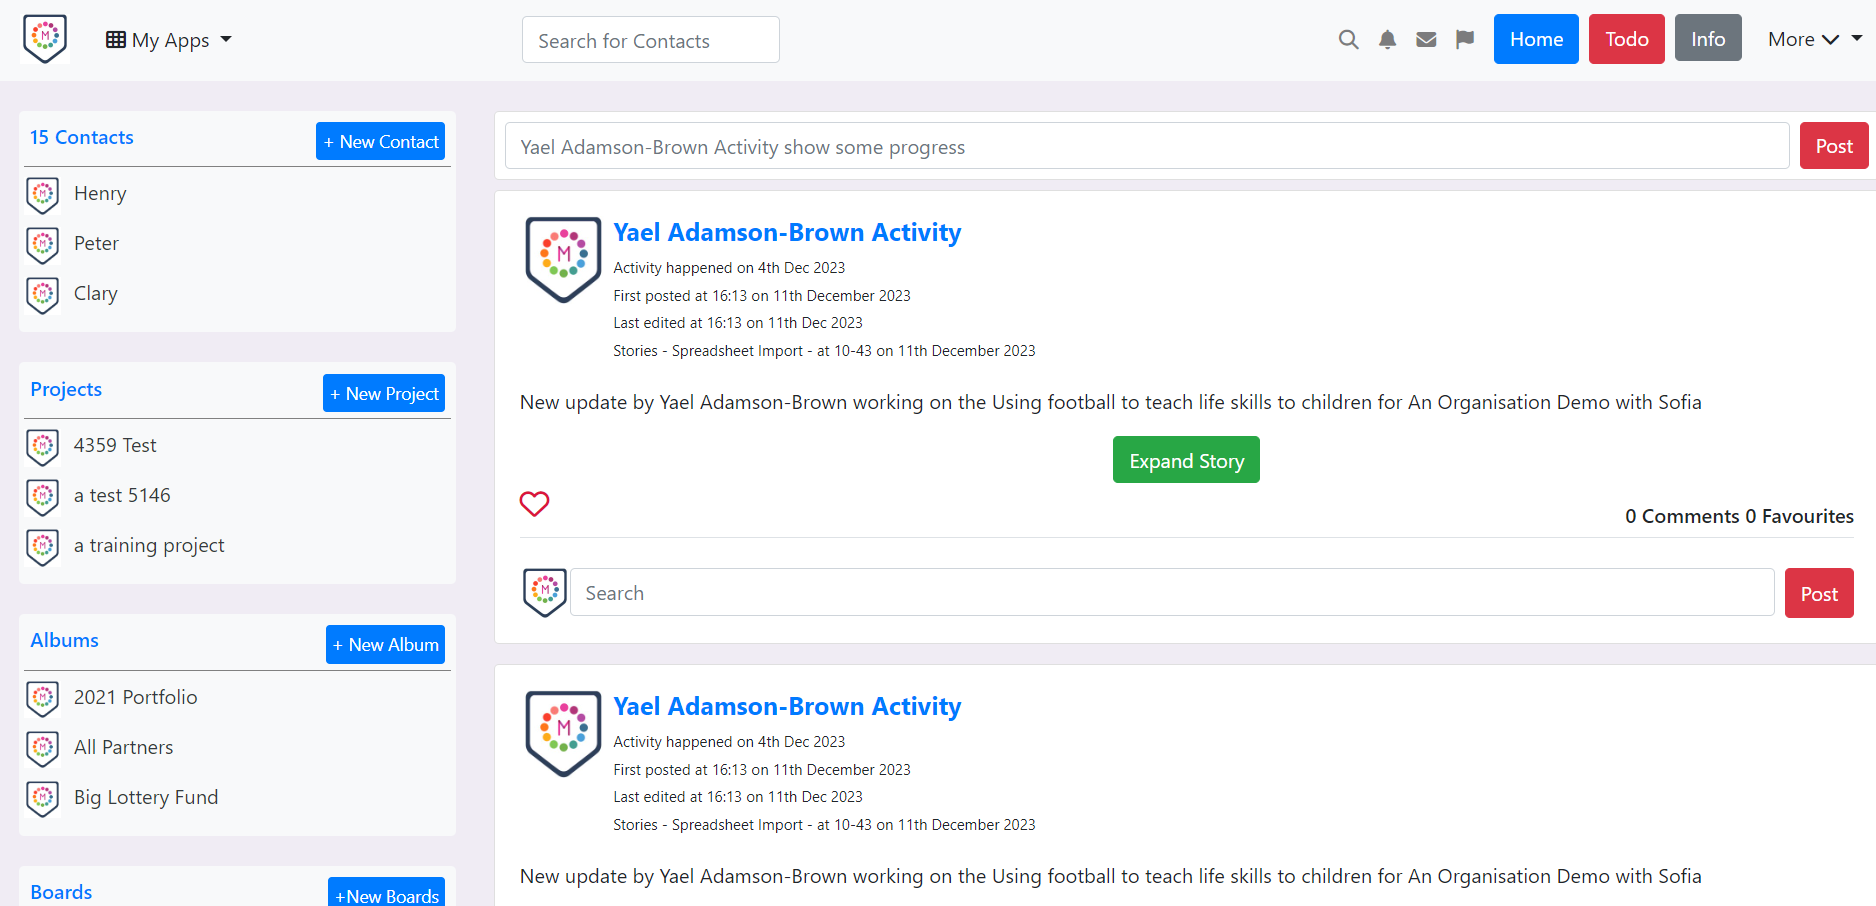 M
My Apps
Search for Contacts
Home
Todo
Info
More
15 Contacts
+ New Contact
Henry
Peter
Clary
Projects
+ New Project
4359 Test
a test 5146
a training project
Albums
+ New Album
2021 Portfolio
All Partners
Big Lottery Fund
Boards
+New Boards
Yael Adamson-Brown Activity show some progress
Post
M
Yael Adamson-Brown Activity
Activity happened on 4th Dec 2023
First posted at 16:13 on 11th December 2023
Last edited at 16:13 on 11th Dec 2023
Stories - Spreadsheet Import - at 10-43 on 11th December 2023
New update by Yael Adamson-Brown working on the Using football to teach life skills to children for An Organisation Demo with Sofia
Expand Story
0 Comments 0 Favourites
M
Search
Post
M
Yael Adamson-Brown Activity
Activity happened on 4th Dec 2023
First posted at 16:13 on 11th December 2023
Last edited at 16:13 on 11th Dec 2023
Stories - Spreadsheet Import - at 10-43 on 11th December 2023
New update by Yael Adamson-Brown working on the Using football to teach life skills to children for An Organisation Demo with Sofia